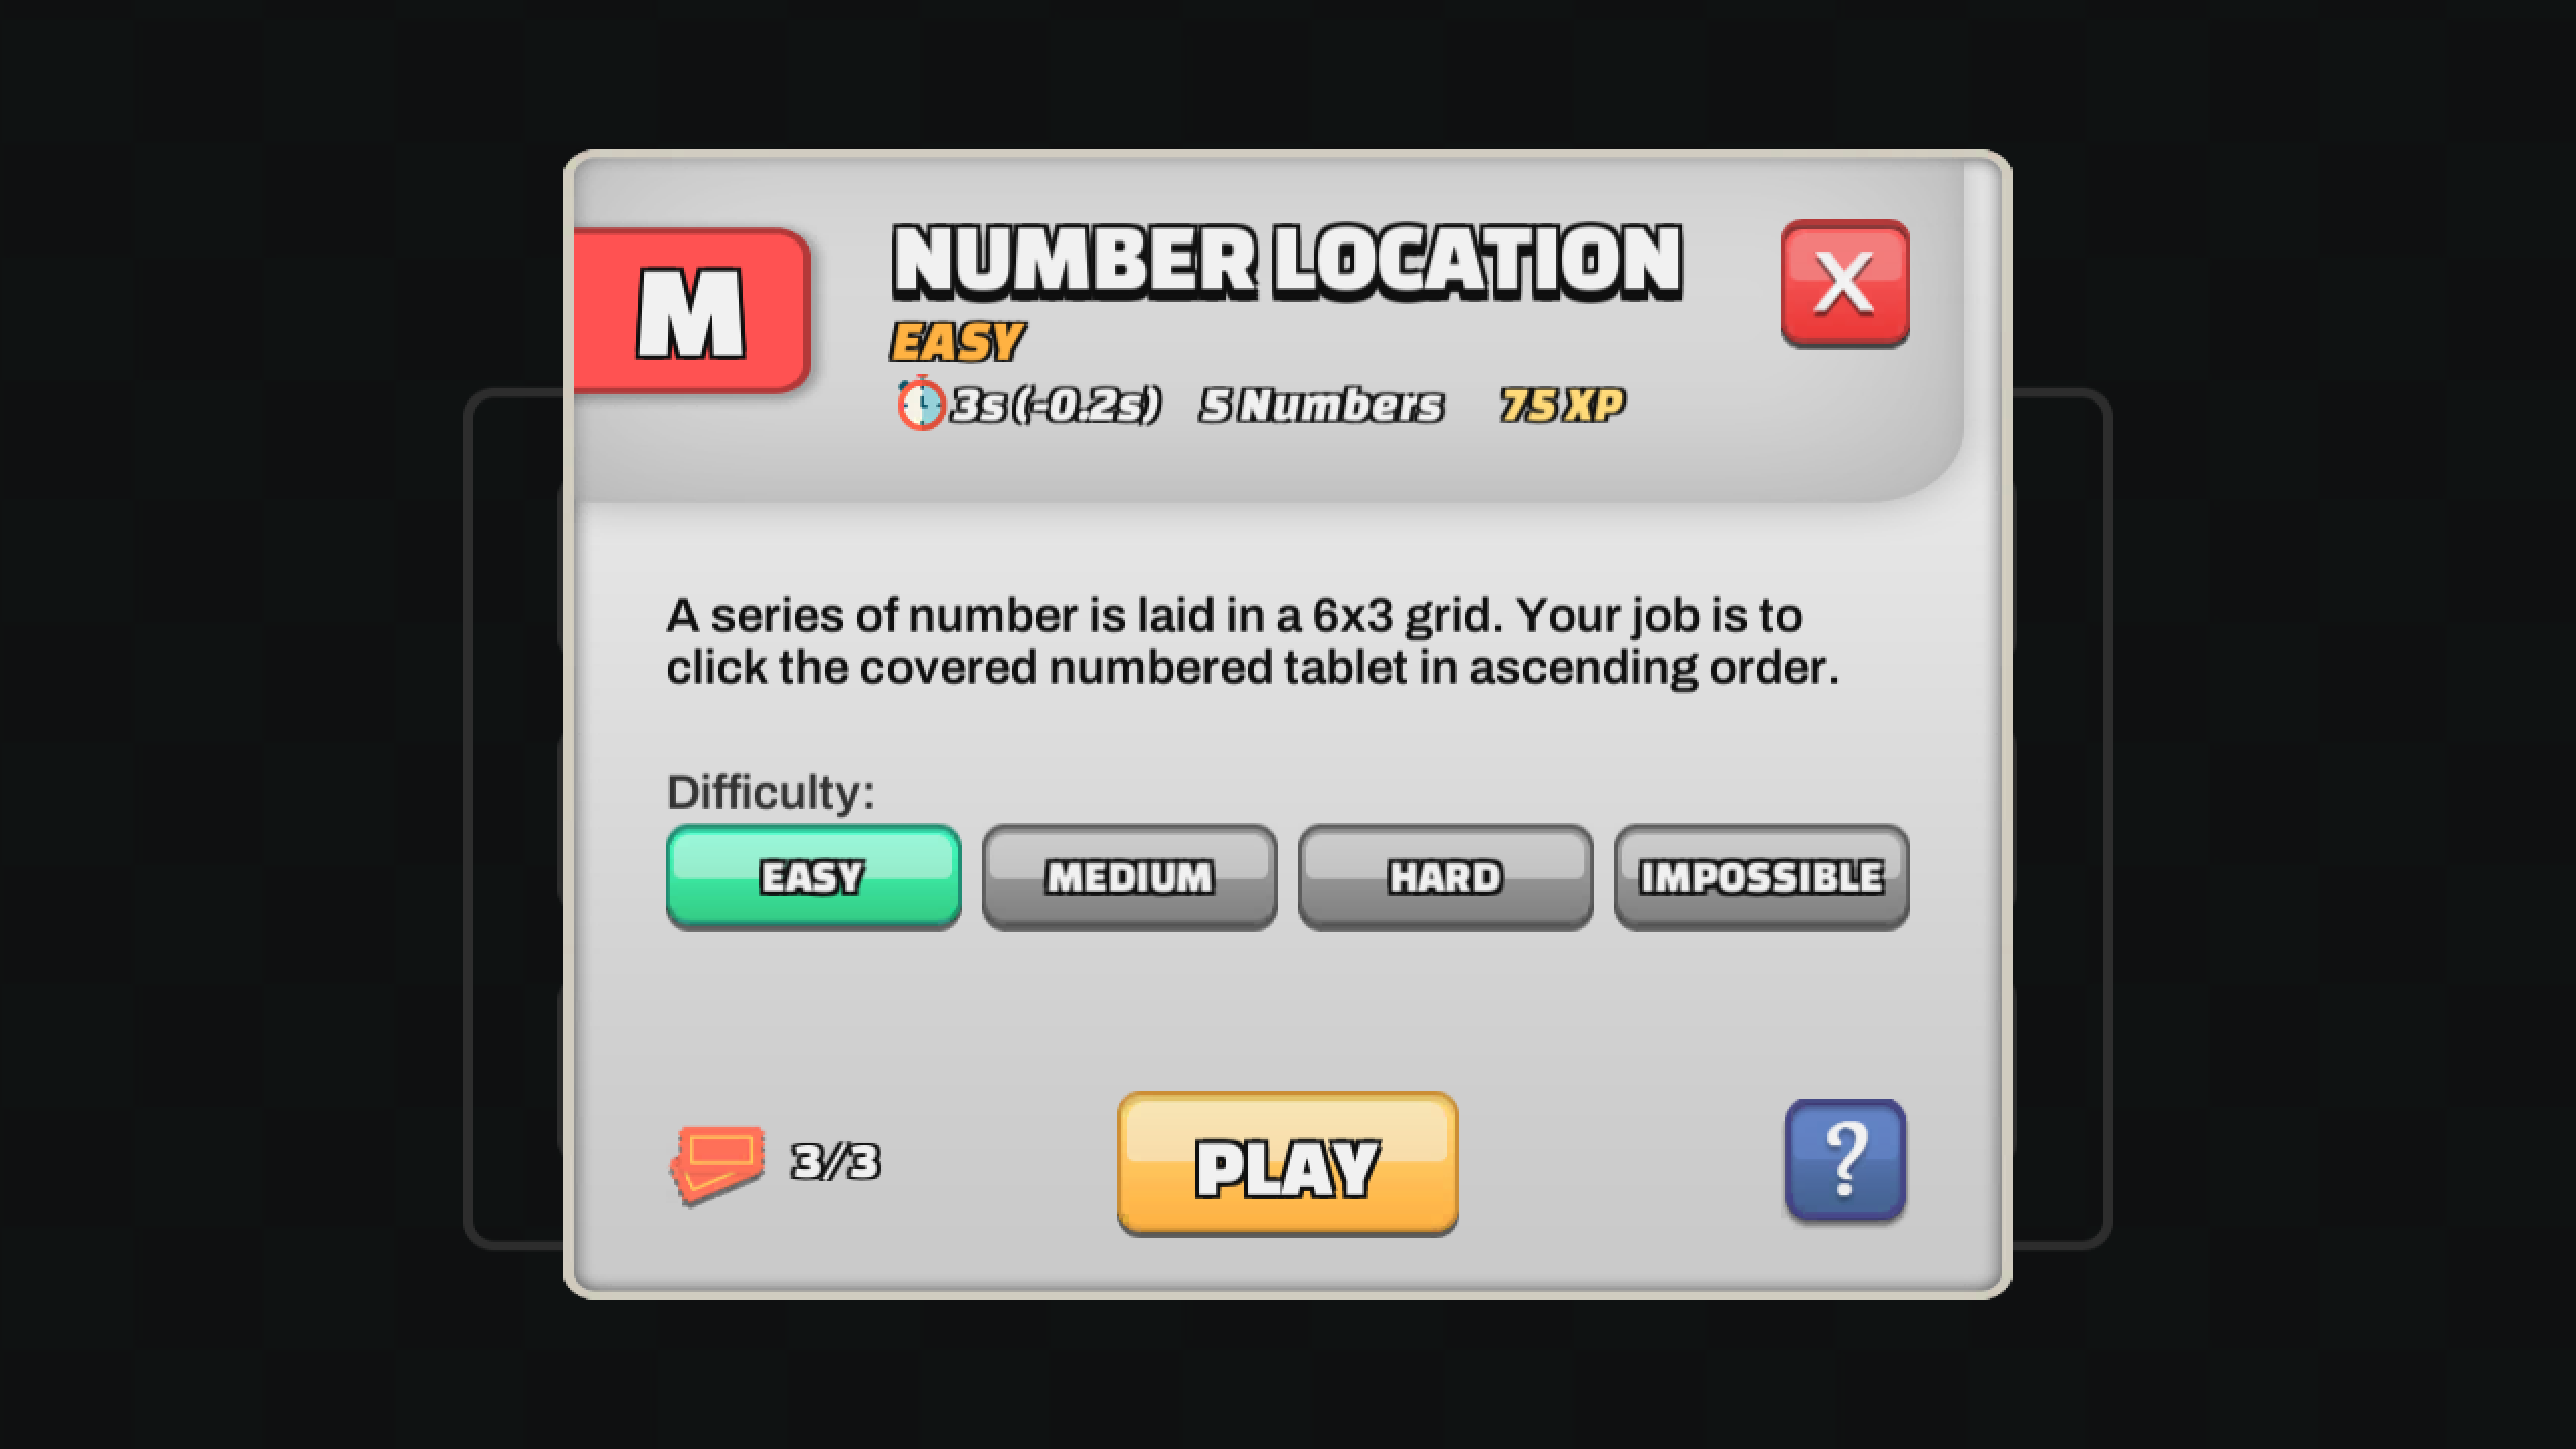 M
NUMBER LOCATION
X
EASY
3s (-0.2s) 5 Numbers 75 XP
A series of number is laid in a 6x3 grid. Your job is to
click the covered numbered tablet in ascending order.
Difficulty:
EASY MEDIUM HARD IMPOSSIBLE
3/3 PLAY ?